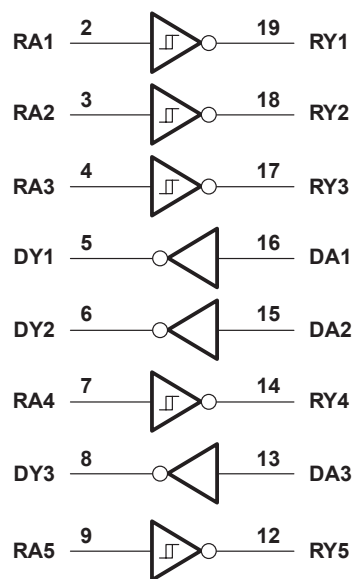 RA1 2 19 RY1
RA2 3 18 RY2
RA3 4 17 RY3
DY1 5 16 DA1
DY2 6 15 DA2
RA4 7 14 RY4
DY3 8 13 DA3
RA5 9 12 RY5